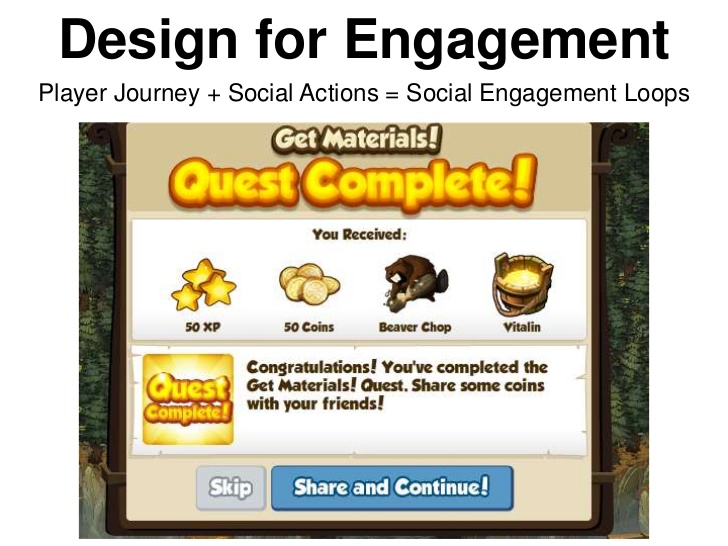 Design for Engagement
Player Journey + Social Actions = Social Engagement Loops
Get Materials!
Quest Complete!
You Received:
50 XP
50 Coins
Beaver Chop
Vitalin
Quest
Complete!
Congratulations! You've completed the
Get Materials! Quest. Share some coins
with your friends!
Skip
Share and Continue!